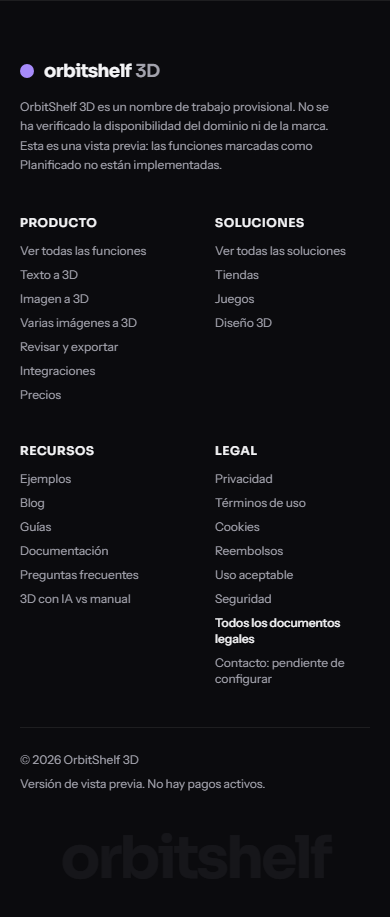 orbitshelf 3D
OrbitShelf 3D es un nombre de trabajo provisional. No se
ha verificado la disponibilidad del dominio ni de la marca.
Esta es una vista previa: las funciones marcadas como
Planificado no están implementadas.
PRODUCTO
Ver todas las funciones
Texto a 3D
Imagen a 3D
Varias imágenes a 3D
Revisar y exportar
Integraciones
Precios
SOLUCIONES
Ver todas las soluciones
Tiendas
Juegos
Diseño 3D
RECURSOS
Ejemplos
Blog
Guías
Documentación
Preguntas frecuentes
3D con IA vs manual
LEGAL
Privacidad
Términos de uso
Cookies
Reembolsos
Uso aceptable
Seguridad
Todos los documentos
legales
Contacto: pendiente de
configurar
© 2026 OrbitShelf 3D
Versión de vista previa. No hay pagos activos.
orbitshelf